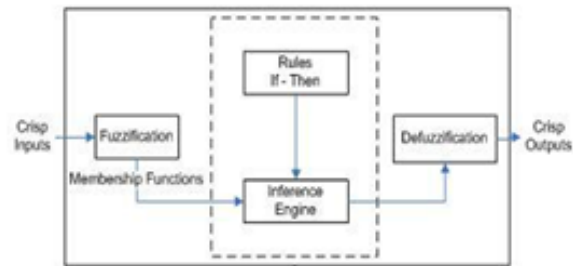 Rules
If - Then
Crisp
Inputs
Fuzzification
Membership Functions
Inference
Engine
Defuzzification
Crisp
Outputs